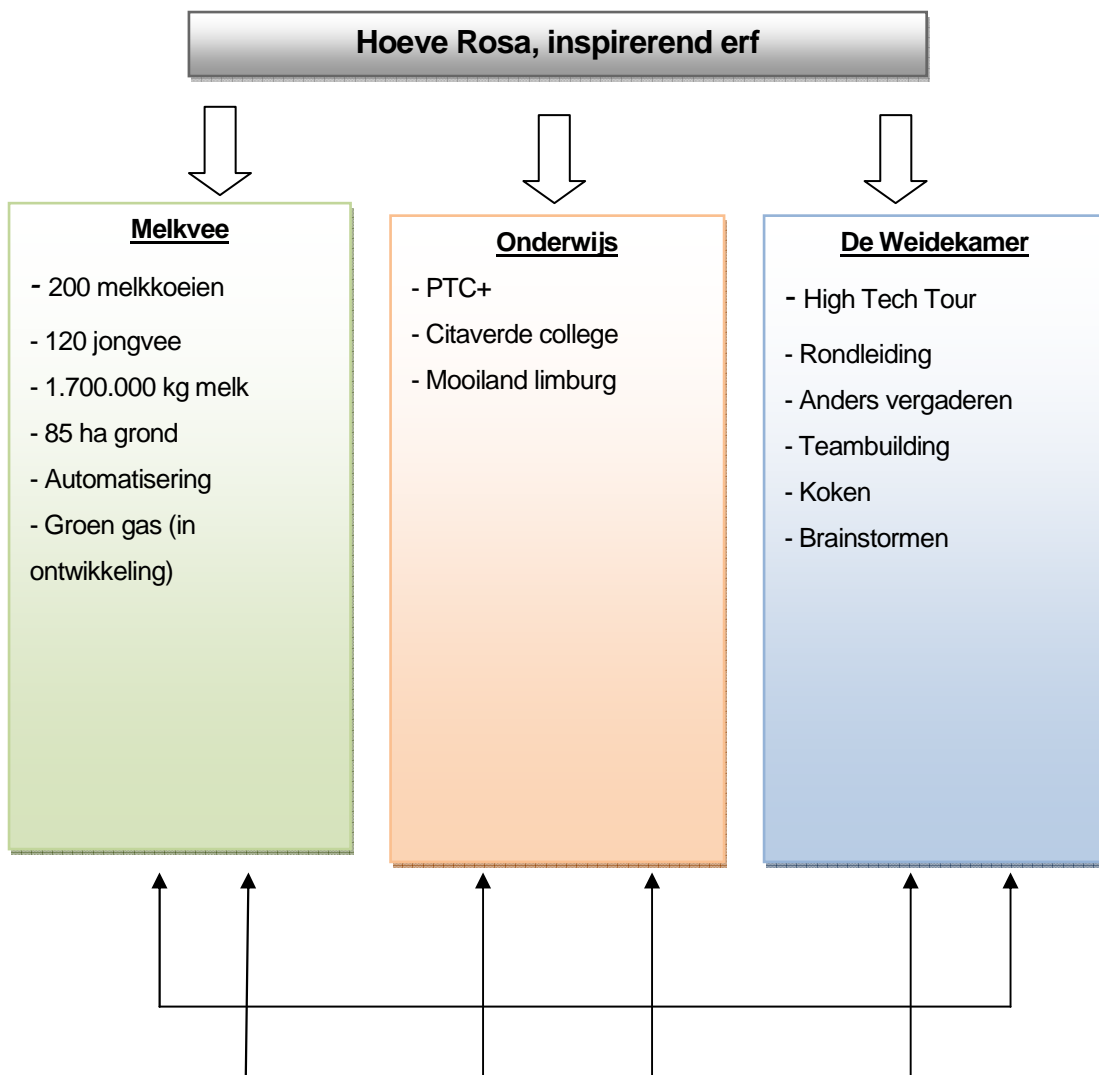 Hoeve Rosa, inspirerend erf
Melkvee
- 200 melkkoeien
- 120 jongvee
- 1.700.000 kg melk
- 85 ha grond
- Automatisering
- Groen gas (in
ontwikkeling)
Onderwijs
- PTC+
- Citaverde college
- Mooiland limburg
De Weidekamer
- High Tech Tour
- Rondleiding
- Anders vergaderen
- Teambuilding
- Koken
- Brainstormen